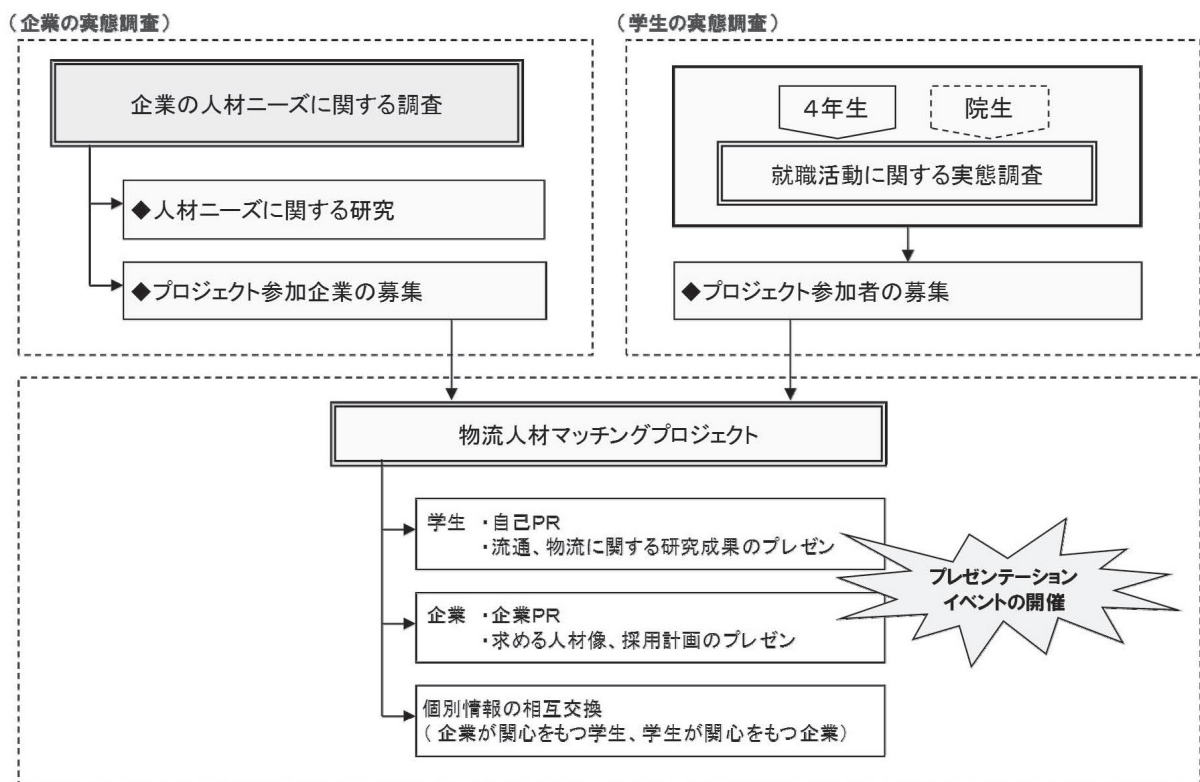 （企業の実態調査）
企業の人材ニーズに関する調査
◆人材ニーズに関する研究
◆プロジェクト参加企業の募集
（学生の実態調査）
４年生
院生
就職活動に関する実態調査
◆プロジェクト参加者の募集
物流人材マッチングプロジェクト
学生 ・自己PR
・流通、物流に関する研究成果のプレゼン
企業 ・企業PR
・求める人材像、採用計画のプレゼン
個別情報の相互交換
（企業が関心をもつ学生、学生が関心をもつ企業）
プレゼンテーション
イベントの開催